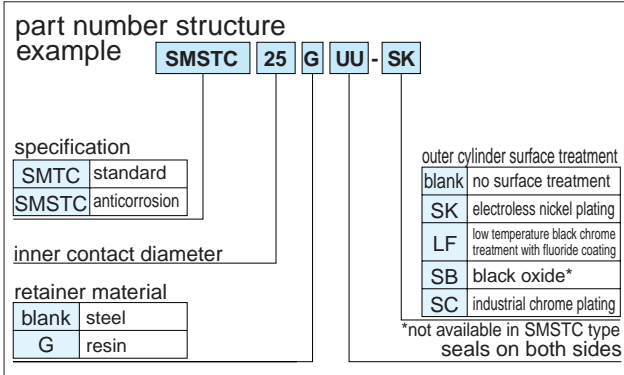 part number structure
example
SMSTC 25 G UU - SK
specification
SMTC standard
SMSTC anticorrosion
inner contact diameter
retainer material
blank steel
G resin
outer cylinder surface treatment
blank no surface treatment
SK electroless nickel plating
LF low temperature black chrome
treatment with fluoride coating
SB black oxide*
SC industrial chrome plating
*not available in SMSTC type
seals on both sides